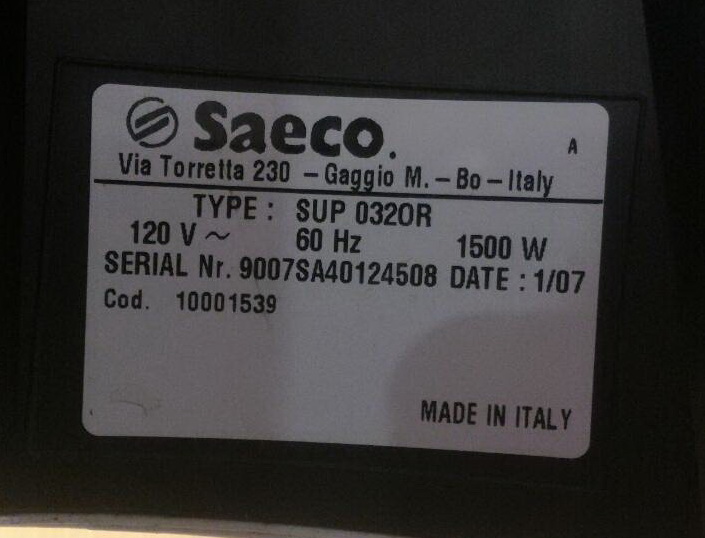 Saeco.
A
Via Torretta 230 – Gaggio M. – Bo – Italy
TYPE : SUP 032OR
120 V ~ 60 Hz 1500 W
SERIAL Nr. 9007SA40124508 DATE : 1/07
Cod. 10001539
MADE IN ITALY